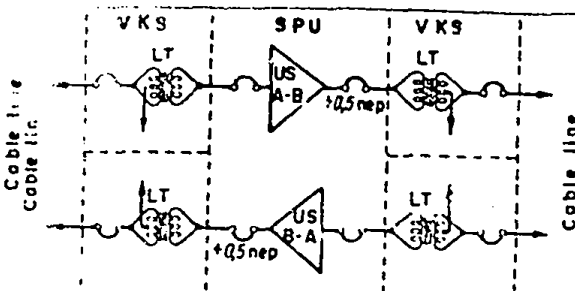 VKS SPU VKS
LT LT
US
A-B
+0,5 nep
Cable line
Cable lin
Cable line
LT LT
US
B-A
+0,5 nep